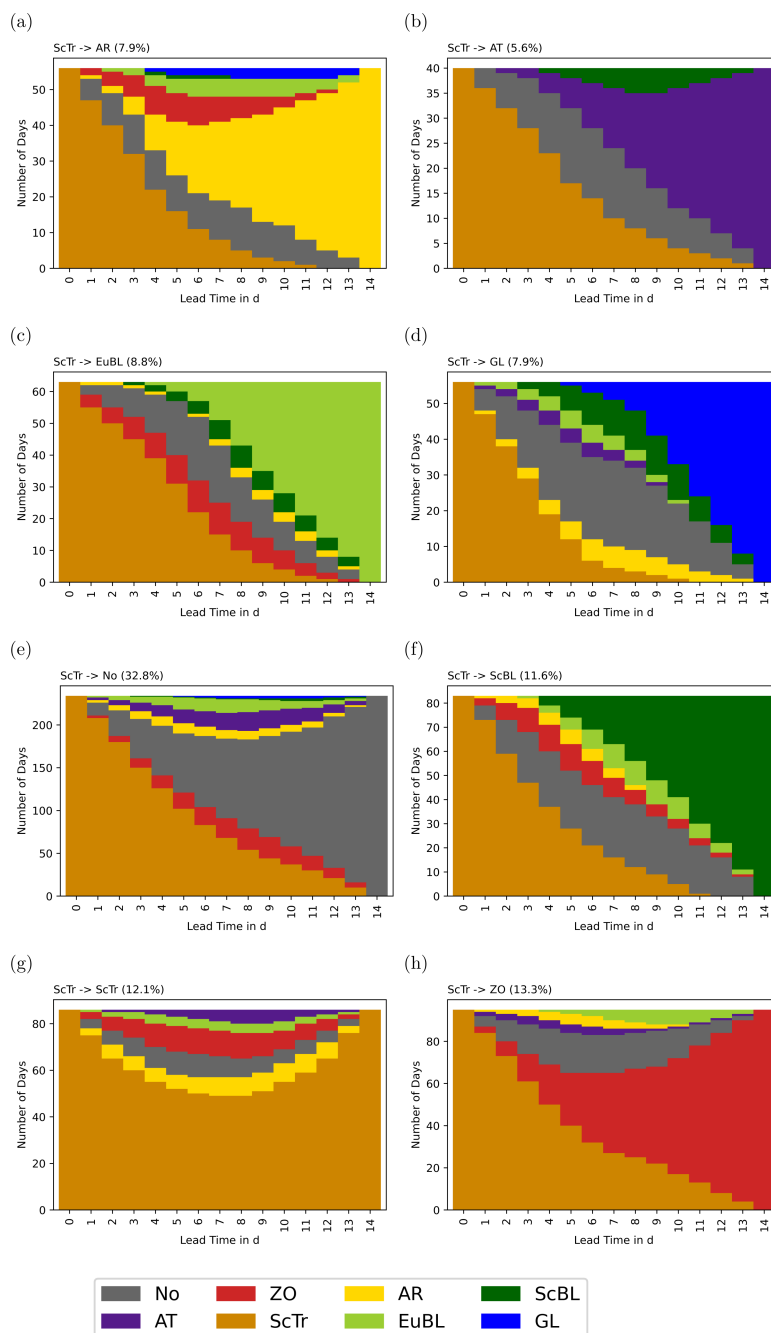 (a)
ScTr -> AR (7.9%)
Number of Days
50
40
30
20
10
0
0 1 2 3 4 5 6 7 8 9 10 11 12 13 14
Lead Time in d
(b)
ScTr -> AT (5.6%)
Number of Days
40
35
30
25
20
15
10
5
0
0 1 2 3 4 5 6 7 8 9 10 11 12 13 14
Lead Time in d
(c)
ScTr -> EuBL (8.8%)
Number of Days
60
50
40
30
20
10
0
0 1 2 3 4 5 6 7 8 9 10 11 12 13 14
Lead Time in d
(d)
ScTr -> GL (7.9%)
Number of Days
50
40
30
20
10
0
0 1 2 3 4 5 6 7 8 9 10 11 12 13 14
Lead Time in d
(e)
ScTr -> No (32.8%)
Number of Days
200
150
100
50
0
0 1 2 3 4 5 6 7 8 9 10 11 12 13 14
Lead Time in d
(f)
ScTr -> ScBL (11.6%)
Number of Days
80
70
60
50
40
30
20
10
0
0 1 2 3 4 5 6 7 8 9 10 11 12 13 14
Lead Time in d
(g)
ScTr -> ScTr (12.1%)
Number of Days
80
60
40
20
0
0 1 2 3 4 5 6 7 8 9 10 11 12 13 14
Lead Time in d
(h)
ScTr -> ZO (13.3%)
Number of Days
80
60
40
20
0
0 1 2 3 4 5 6 7 8 9 10 11 12 13 14
Lead Time in d
No ZO AR ScBL
AT ScTr EuBL GL